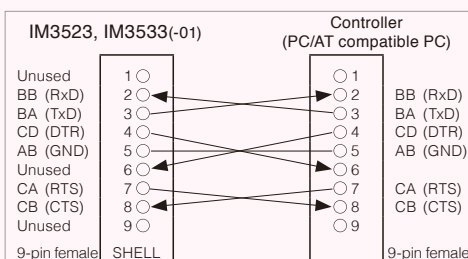 IM3523, IM3533(-01)
Controller
(PC/AT compatible PC)
Unused 1 1
BB (RxD) 2 2 BB (RxD)
BA (TxD) 3 3 BA (TxD)
CD (DTR) 4 4 CD (DTR)
AB (GND) 5 5 AB (GND)
Unused 6 6
CA (RTS) 7 7 CA (RTS)
CB (CTS) 8 8 CB (CTS)
Unused 9 9
9-pin female SHELL 9-pin female